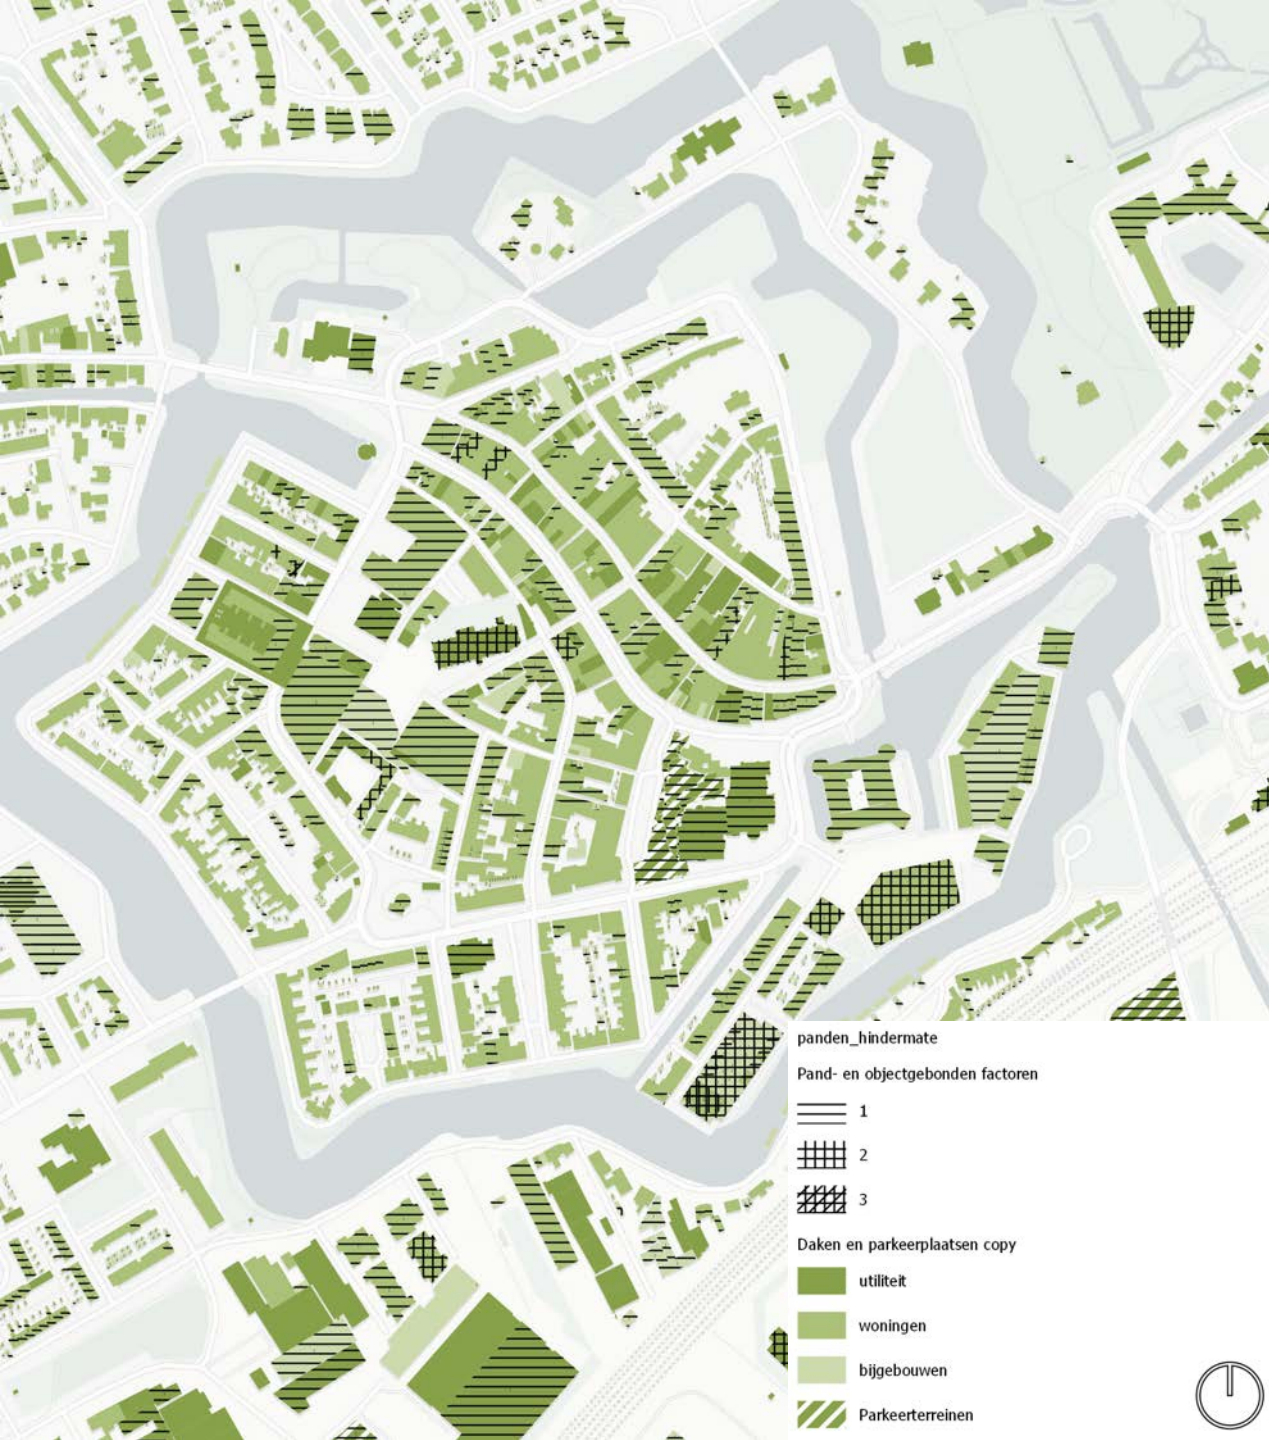 panden_hindermate
Pand- en objectgebonden factoren
1
2
3
Daken en parkeerplaatsen copy
utiliteit
woningen
bijgebouwen
Parkeerterreinen